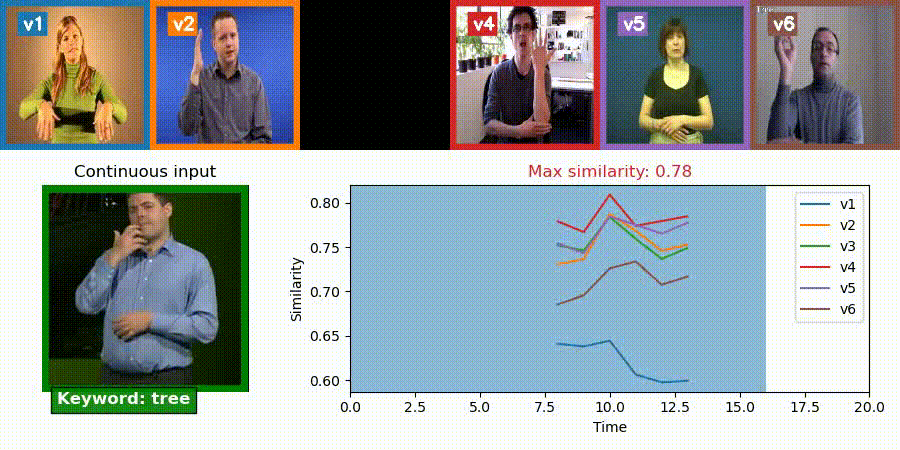 v1
v2
v4
v5
v6
Continuous input
Keyword: tree
Max similarity: 0.78
Similarity
0.80
0.75
0.70
0.65
0.60
0.0 2.5 5.0 7.5 10.0 12.5 15.0 17.5 20.0
Time
v1
v2
v3
v4
v5
v6